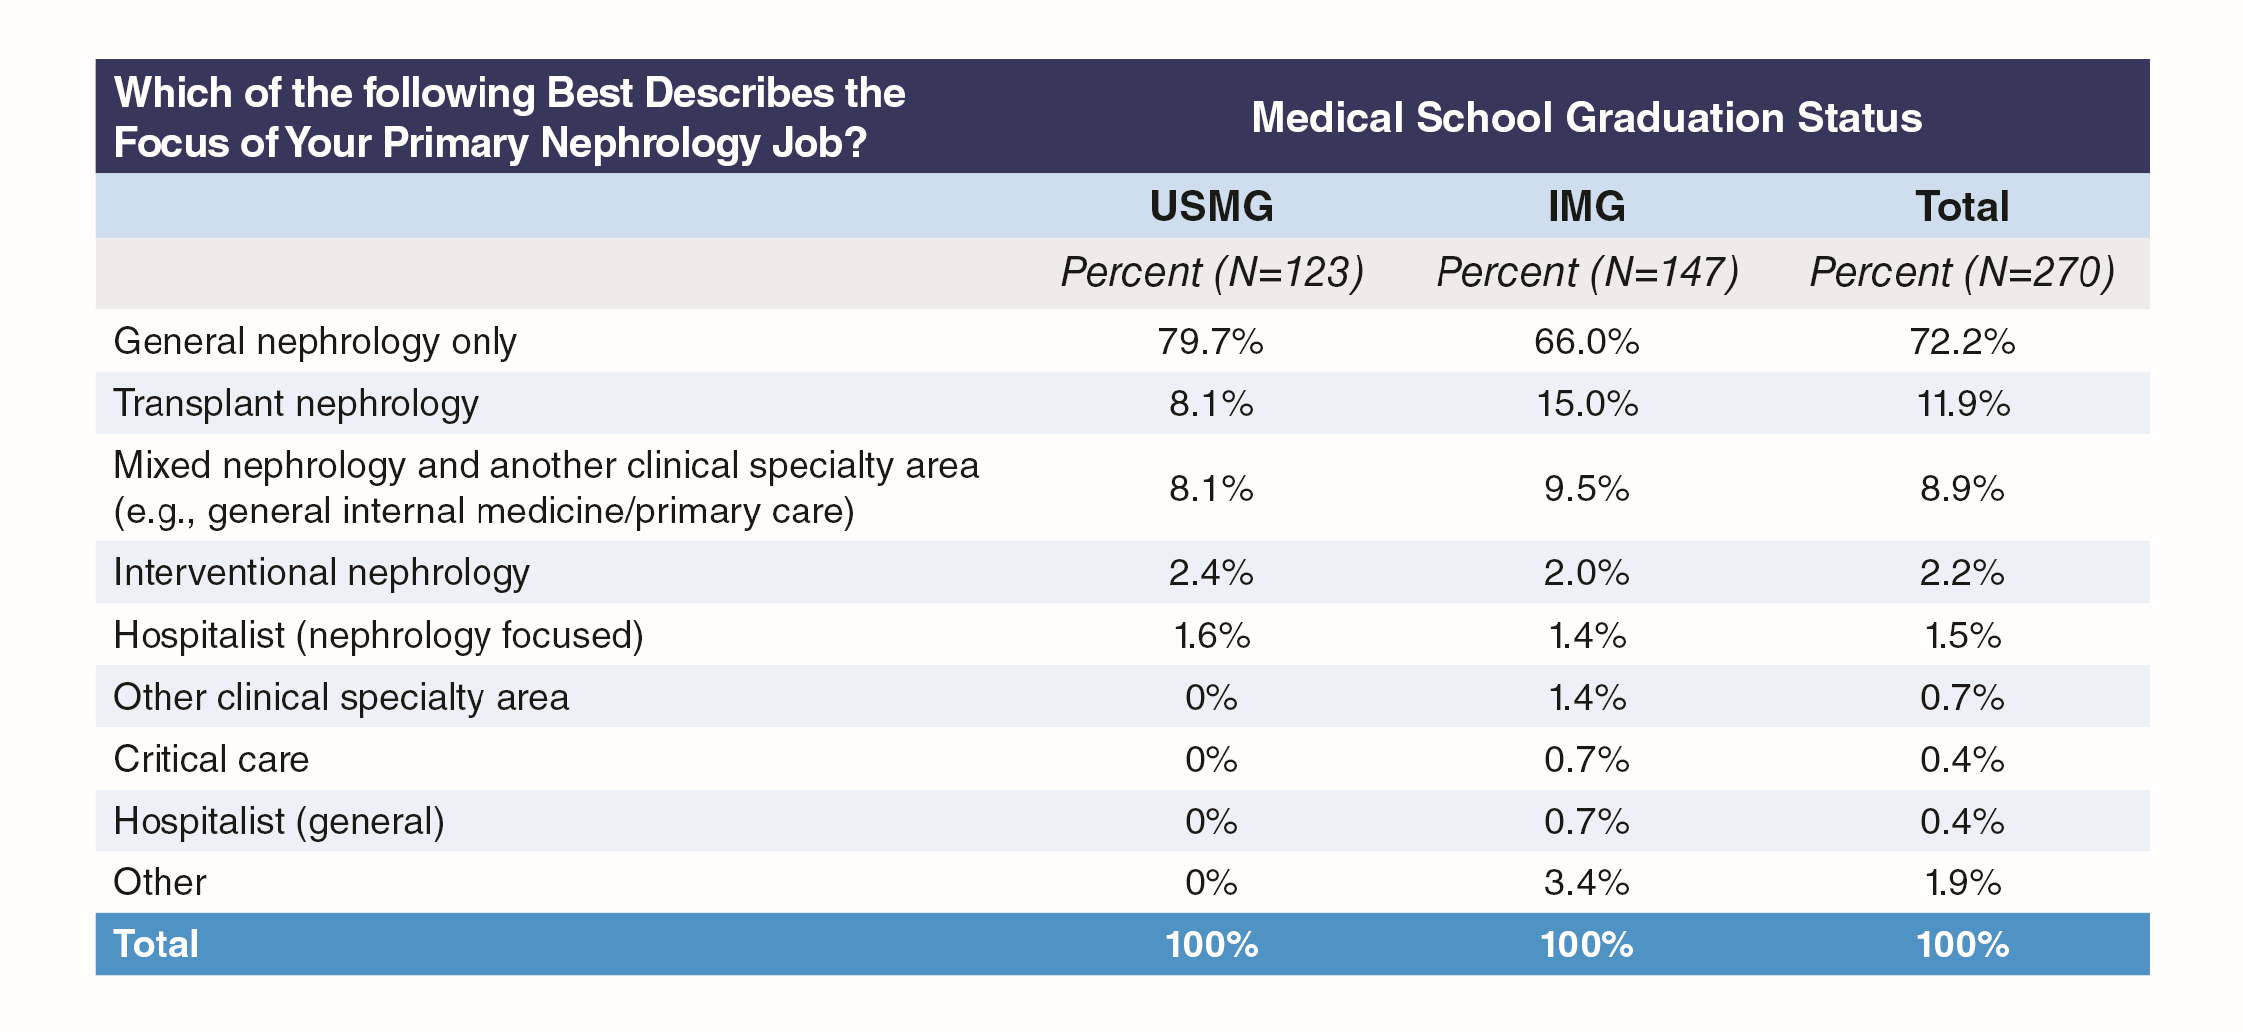 Which of the following Best Describes the
Focus of Your Primary Nephrology Job?
Medical School Graduation Status
USMG IMG Total
Percent (N=123) Percent (N=147) Percent (N=270)
General nephrology only 79.7% 66.0% 72.2%
Transplant nephrology 8.1% 15.0% 11.9%
Mixed nephrology and another clinical specialty area
(e.g., general internal medicine/primary care)
8.1% 9.5% 8.9%
Interventional nephrology 2.4% 2.0% 2.2%
Hospitalist (nephrology focused) 1.6% 1.4% 1.5%
Other clinical specialty area 0% 1.4% 0.7%
Critical care 0% 0.7% 0.4%
Hospitalist (general) 0% 0.7% 0.4%
Other 0% 3.4% 1.9%
Total 100% 100% 100%